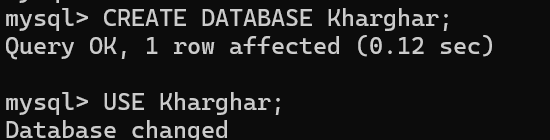 mysql> CREATE DATABASE Kharghar;
Query OK, 1 row affected (0.12 sec)
mysql> USE Kharghar;
Database changed